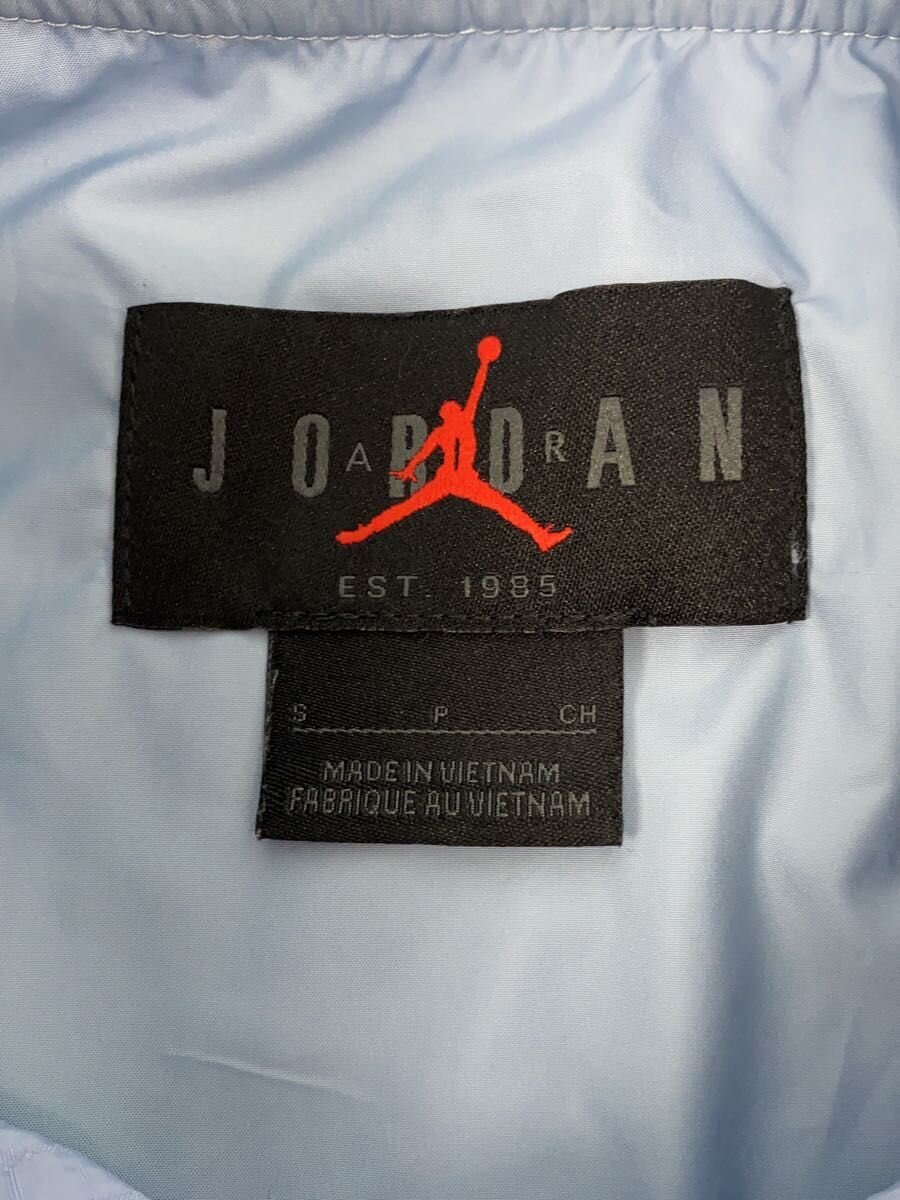 JORDAN
AIR
EST. 1985
S P CH
MADE IN VIETNAM
FABRIQUE AU VIETNAM